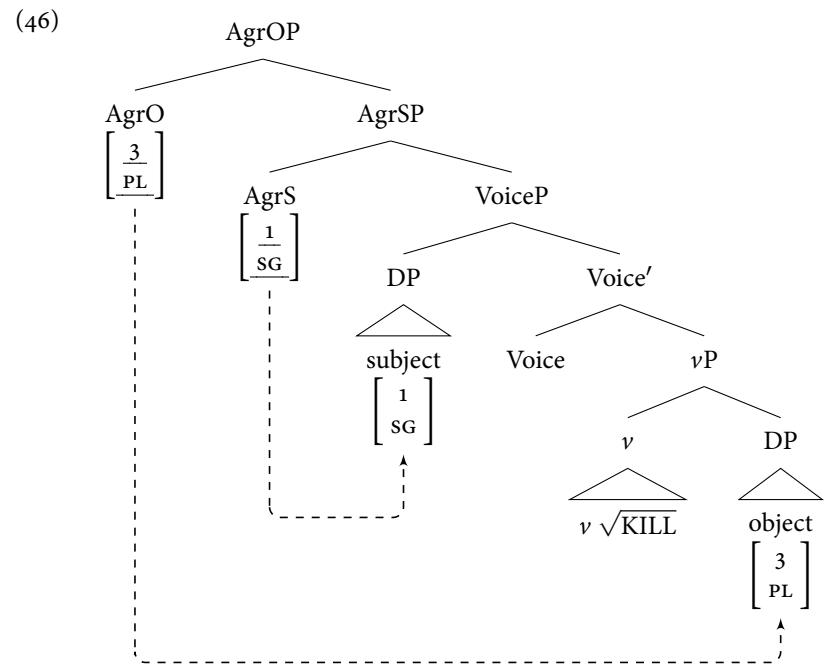 (46)
AgrOP
AgrO AgrSP
[3
PL]
AgrS VoiceP
[1
SG]
DP Voice′
subject Voice vP
[1
SG]
v DP
v √KILL object
[3
PL]